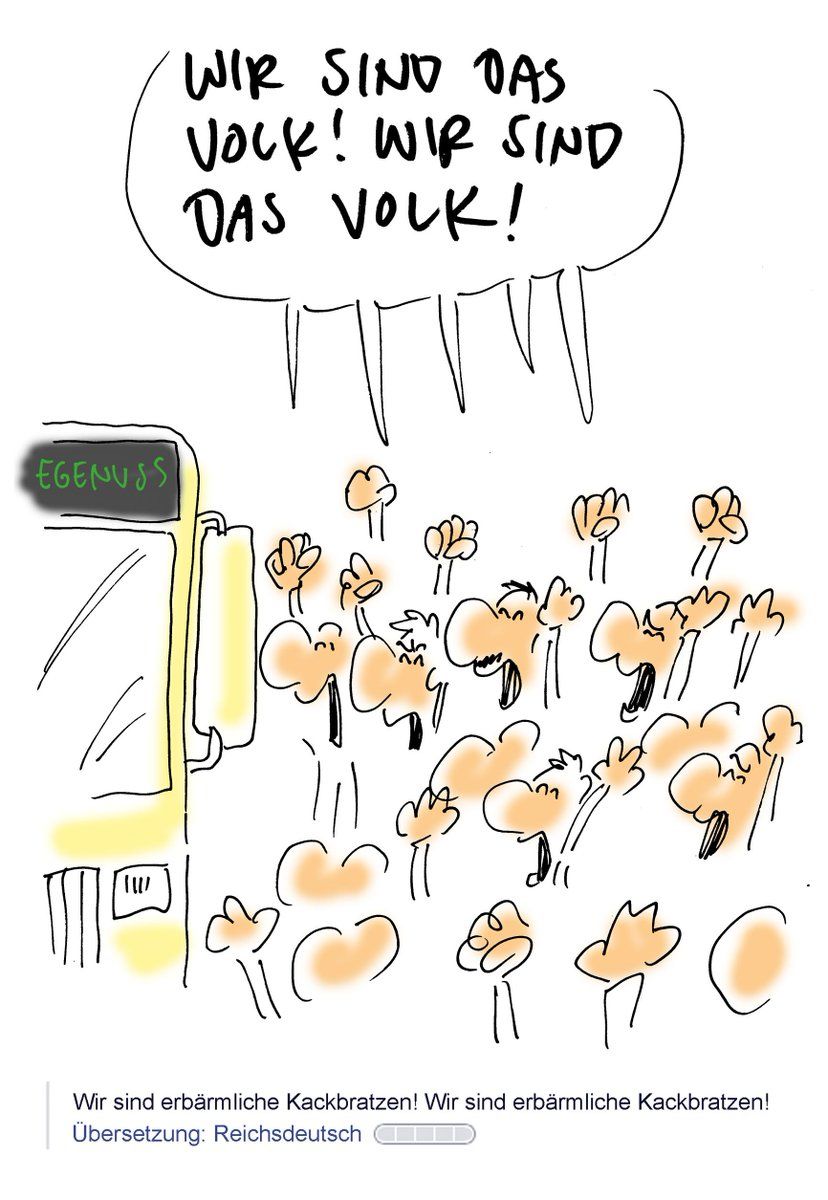 WIR SIND DAS
VOLK! WIR SIND
DAS VOLK!
EGENUSS
Wir sind erbärmliche Kackbratzen! Wir sind erbärmliche Kackbratzen!
Übersetzung: Reichsdeutsch